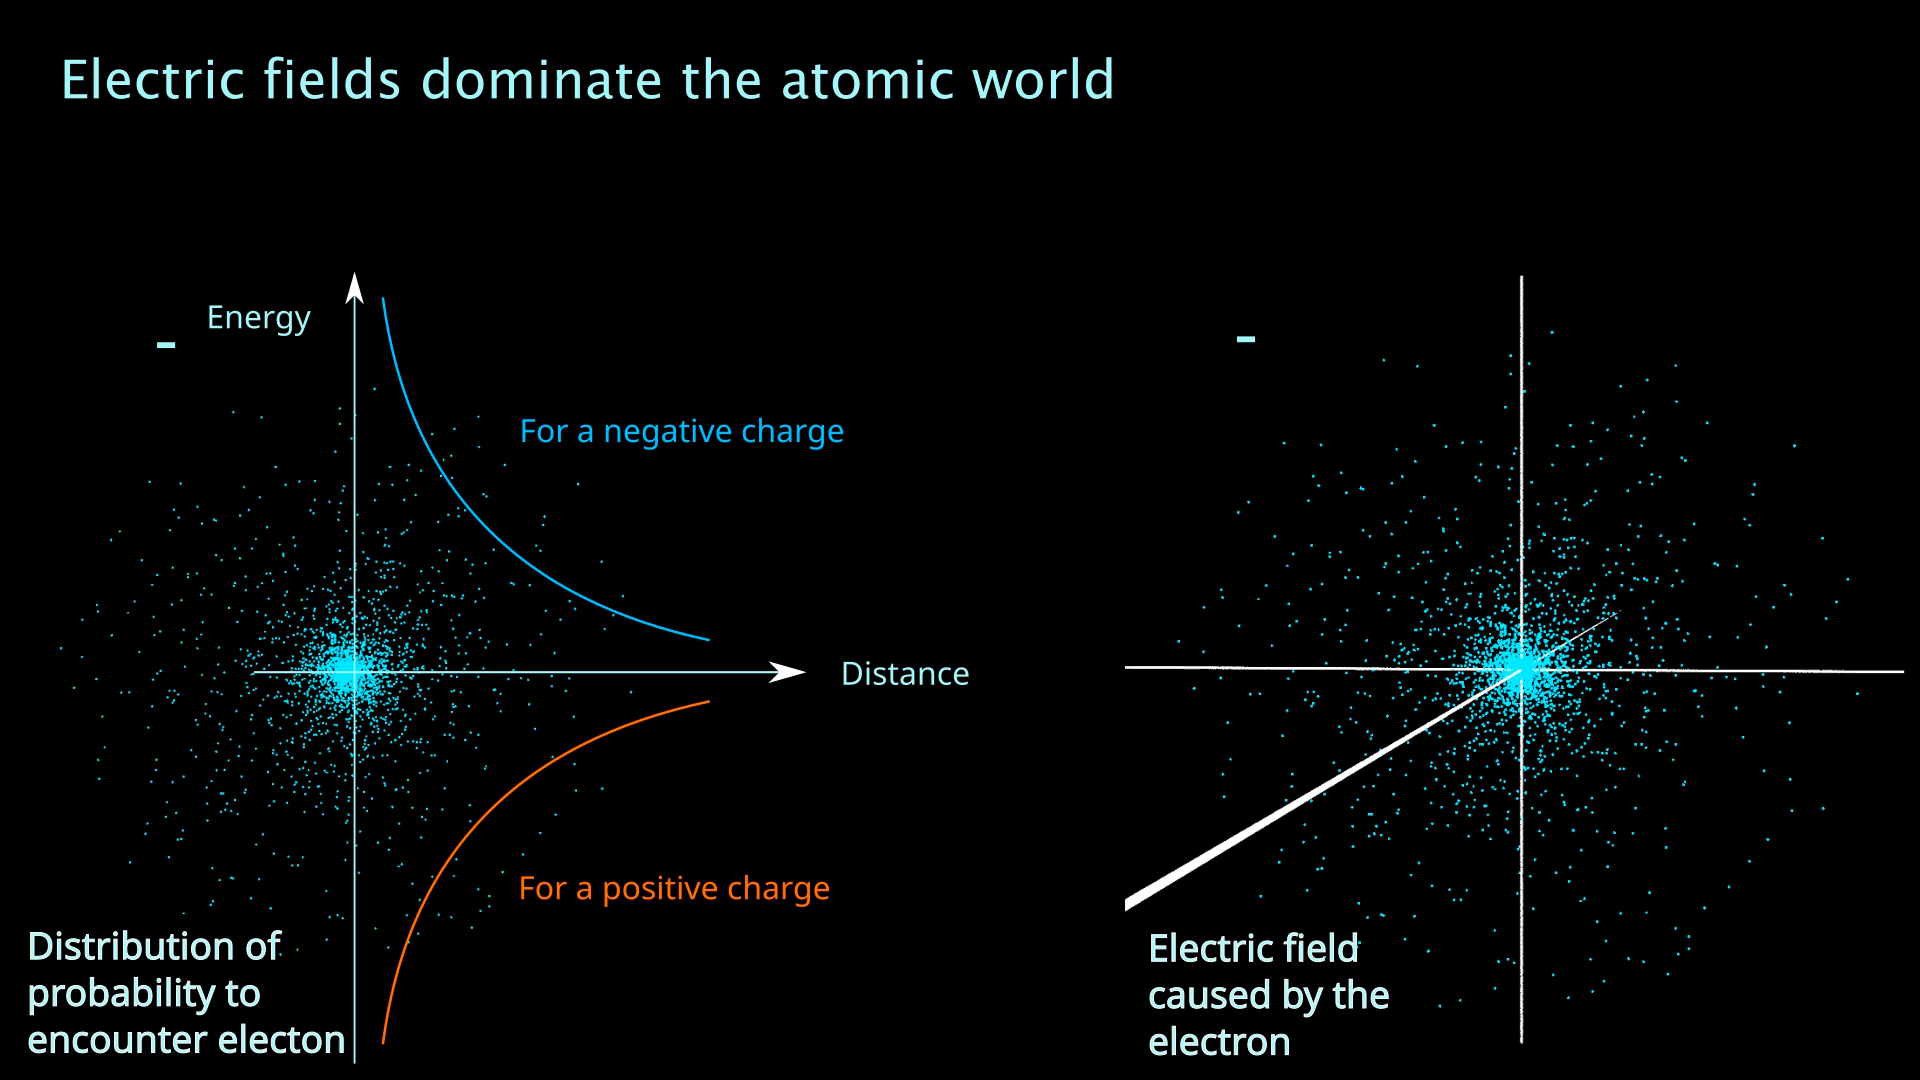 Electric fields dominate the atomic world
Energy
-
-
For a negative charge
Distance
For a positive charge
Distribution of
probability to
encounter electon
Electric field
caused by the
electron